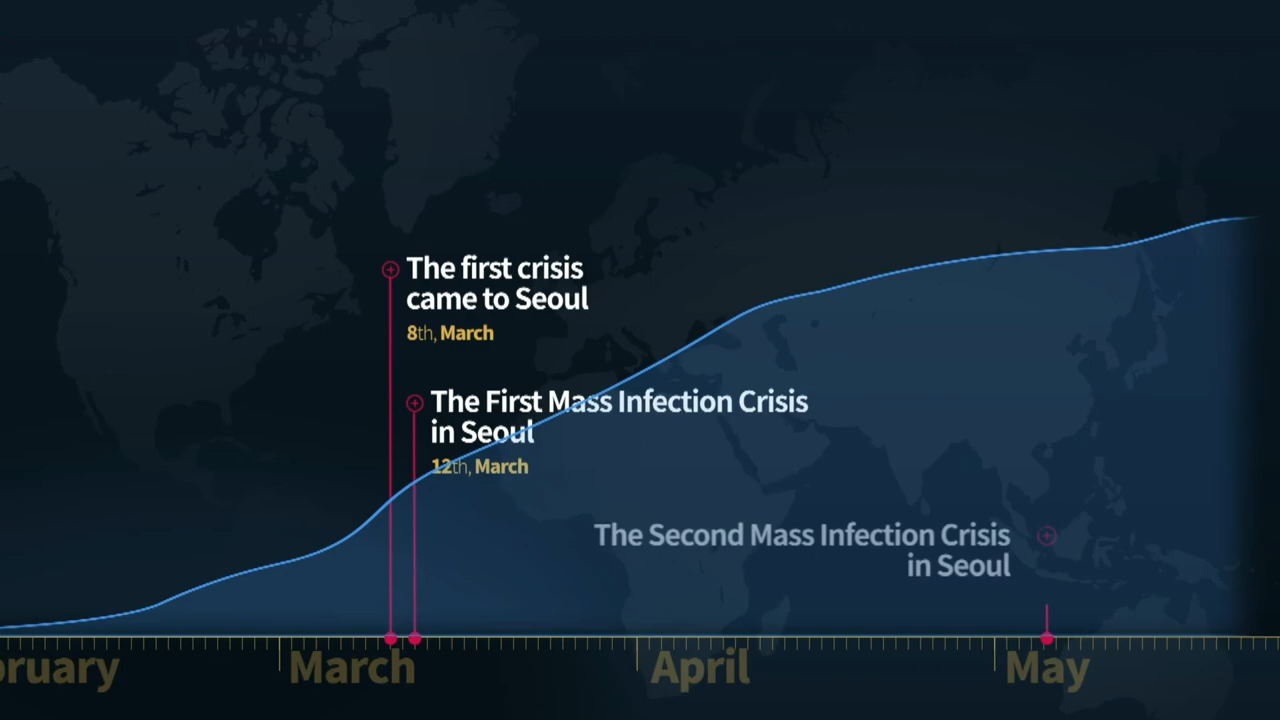 The first crisis
came to Seoul
8th, March
The First Mass Infection Crisis
in Seoul
12th, March
The Second Mass Infection Crisis
in Seoul
bruary
March
April
May